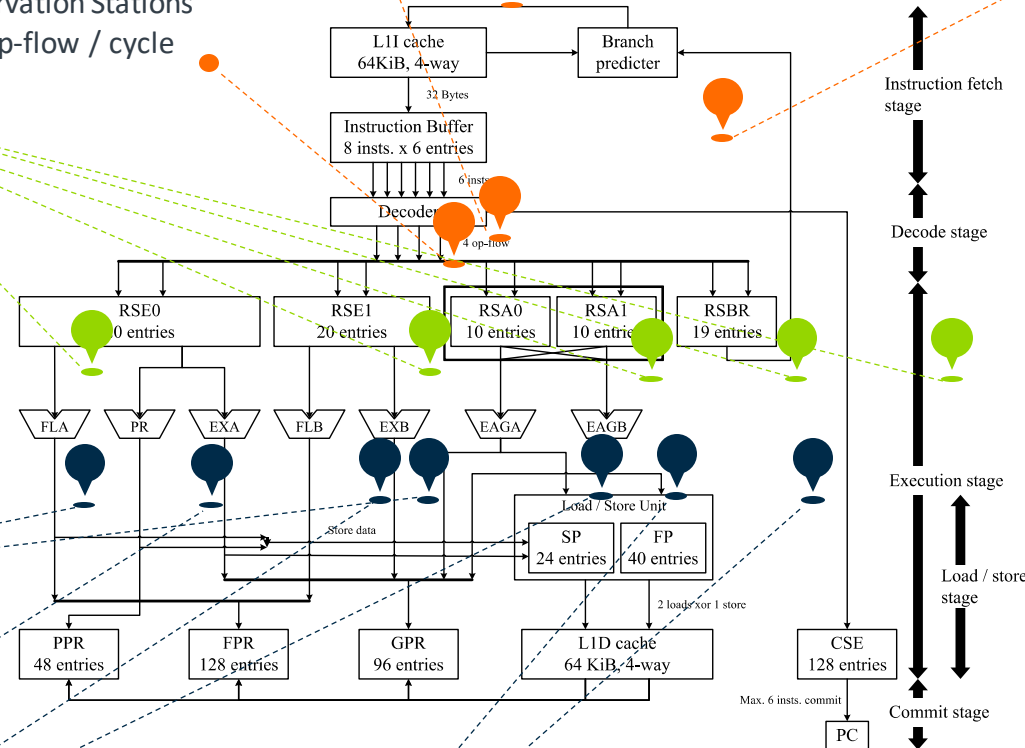 rvation Stations
p-flow / cycle
L1I cache
64KiB, 4-way
Branch
predicter
32 Bytes
Instruction Buffer
8 insts. x 6 entries
6 insts
Decoder
4 op-flow
Instruction fetch
stage
Decode stage
RSE0
0 entries
RSE1
20 entries
RSA0
10 entries
RSA1
10 entries
RSBR
19 entries
FLA
PR
EXA
FLB
EXB
EAGA
EAGB
Execution stage
Load / Store Unit
Store data
SP
24 entries
FP
40 entries
Load / store
stage
2 loads xor 1 store
PPR
48 entries
FPR
128 entries
GPR
96 entries
L1D cache
64 KiB, 4-way
CSE
128 entries
Max. 6 insts. commit
Commit stage
PC